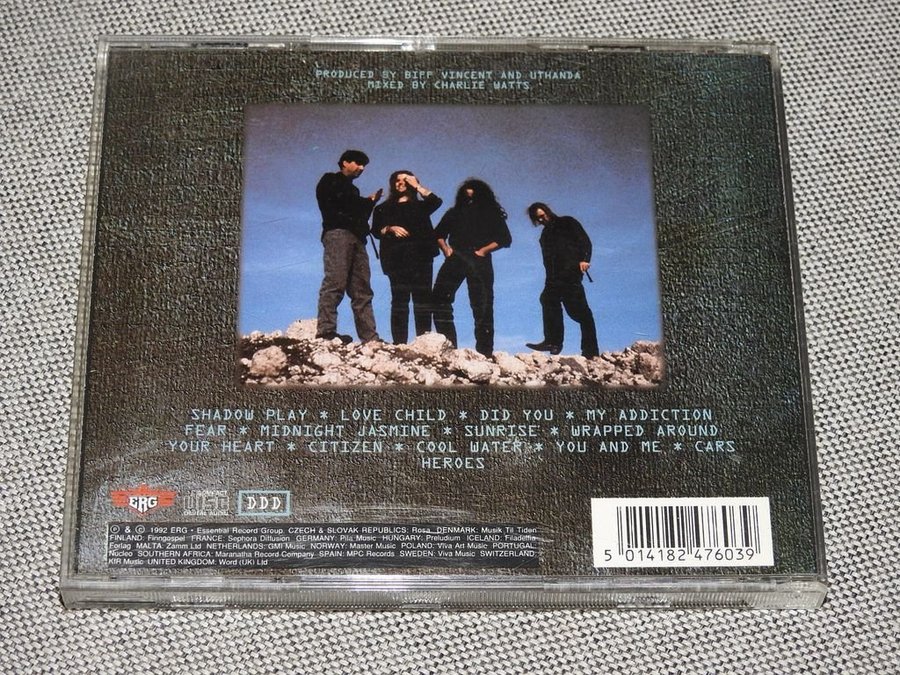 PRODUCED BY BIFF VINCENT AND UTHANDA
MIXED BY CHARLIE WATTS
SHADOW PLAY * LOVE CHILD * DID YOU * MY ADDICTION
FEAR * MIDNIGHT JASMINE * SUNRISE * WRAPPED AROUND
YOUR HEART * CITIZEN * COOL WATER * YOU AND ME * CARS
HEROES
ERG
disc
DIGITAL AUDIO
DDD
℗ & © 1992 ERG • Essential Record Group. CZECH & SLOVAK REPUBLICS: Rosa. DENMARK: Musik Til Tiden
FINLAND: Finngospel FRANCE: Sephora Diffusion GERMANY: Pila Music HUNGARY: Preludium ICELAND: Filadelfia
Forlag MALTA: Zamm Ltd NETHERLANDS: GMI Music NORWAY: Master Music POLAND: Viva Art Music PORTUGAL:
Nucleo SOUTHERN AFRICA: Maranatha Record Company SPAIN: MPC Records SWEDEN: Viva Music SWITZERLAND:
KIR Music UNITED KINGDOM: Word (UK) Ltd
5 014182 476039